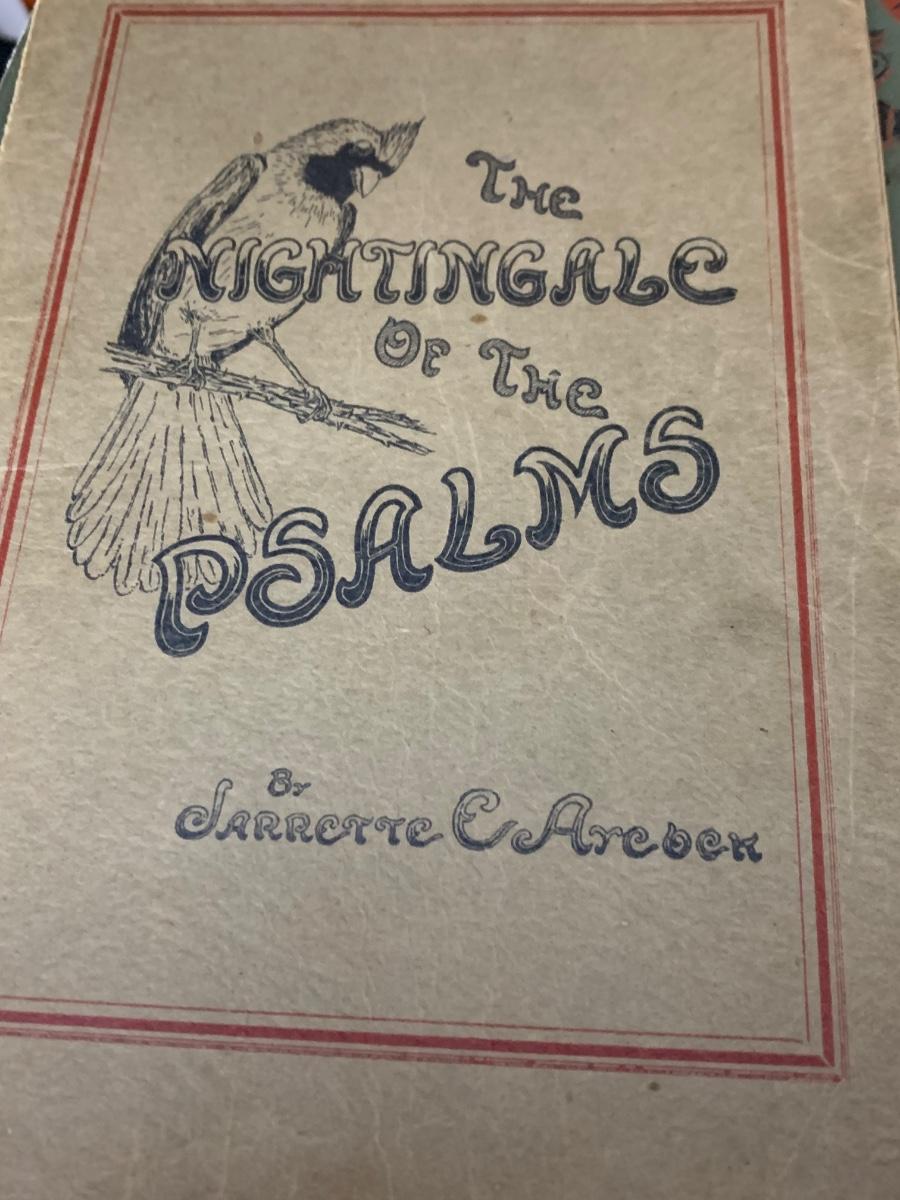 The
NIGHTINGALE
Of The
PSALMS
By
Jarrette E Aycock